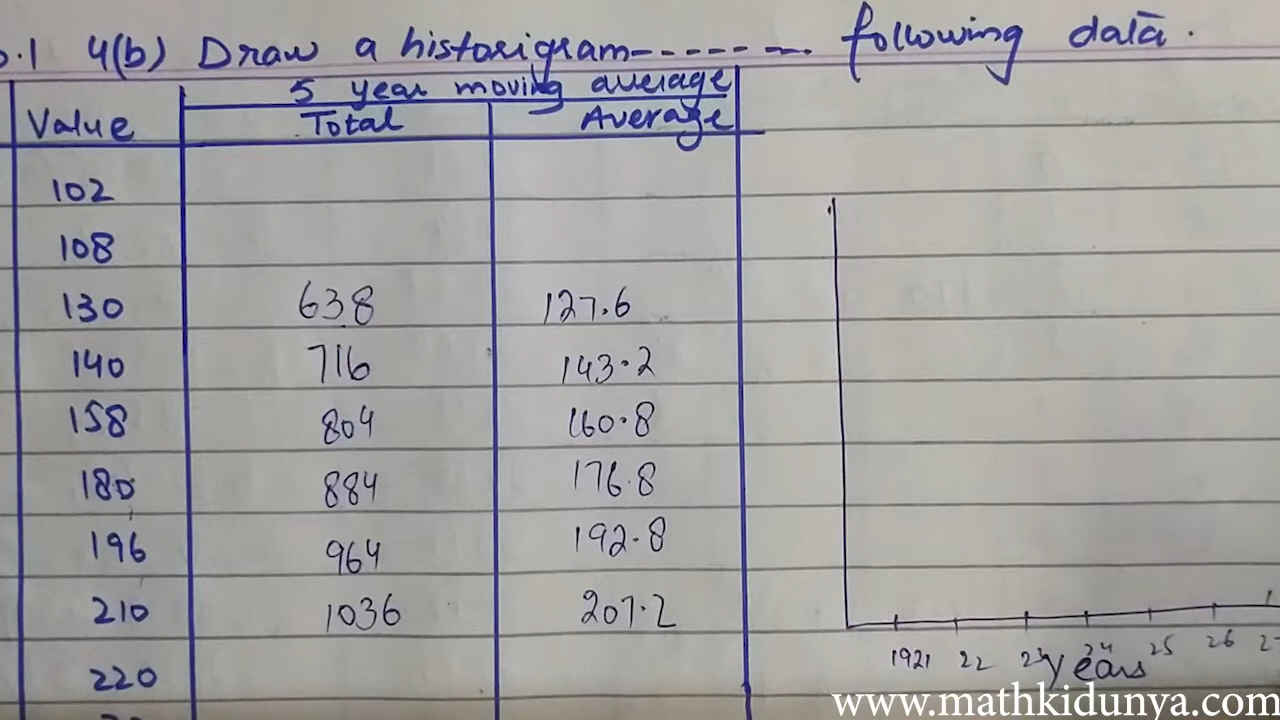 4(b) Draw a historigram------- following data.
5 year moving average
Value Total Average
102
108
130 638 127.6
140 716 143.2
158 804 160.8
180 884 176.8
196 964 192.8
210 1036 207.2
220
1921 22 23 24 25 26
Years
www.mathkidunya.com